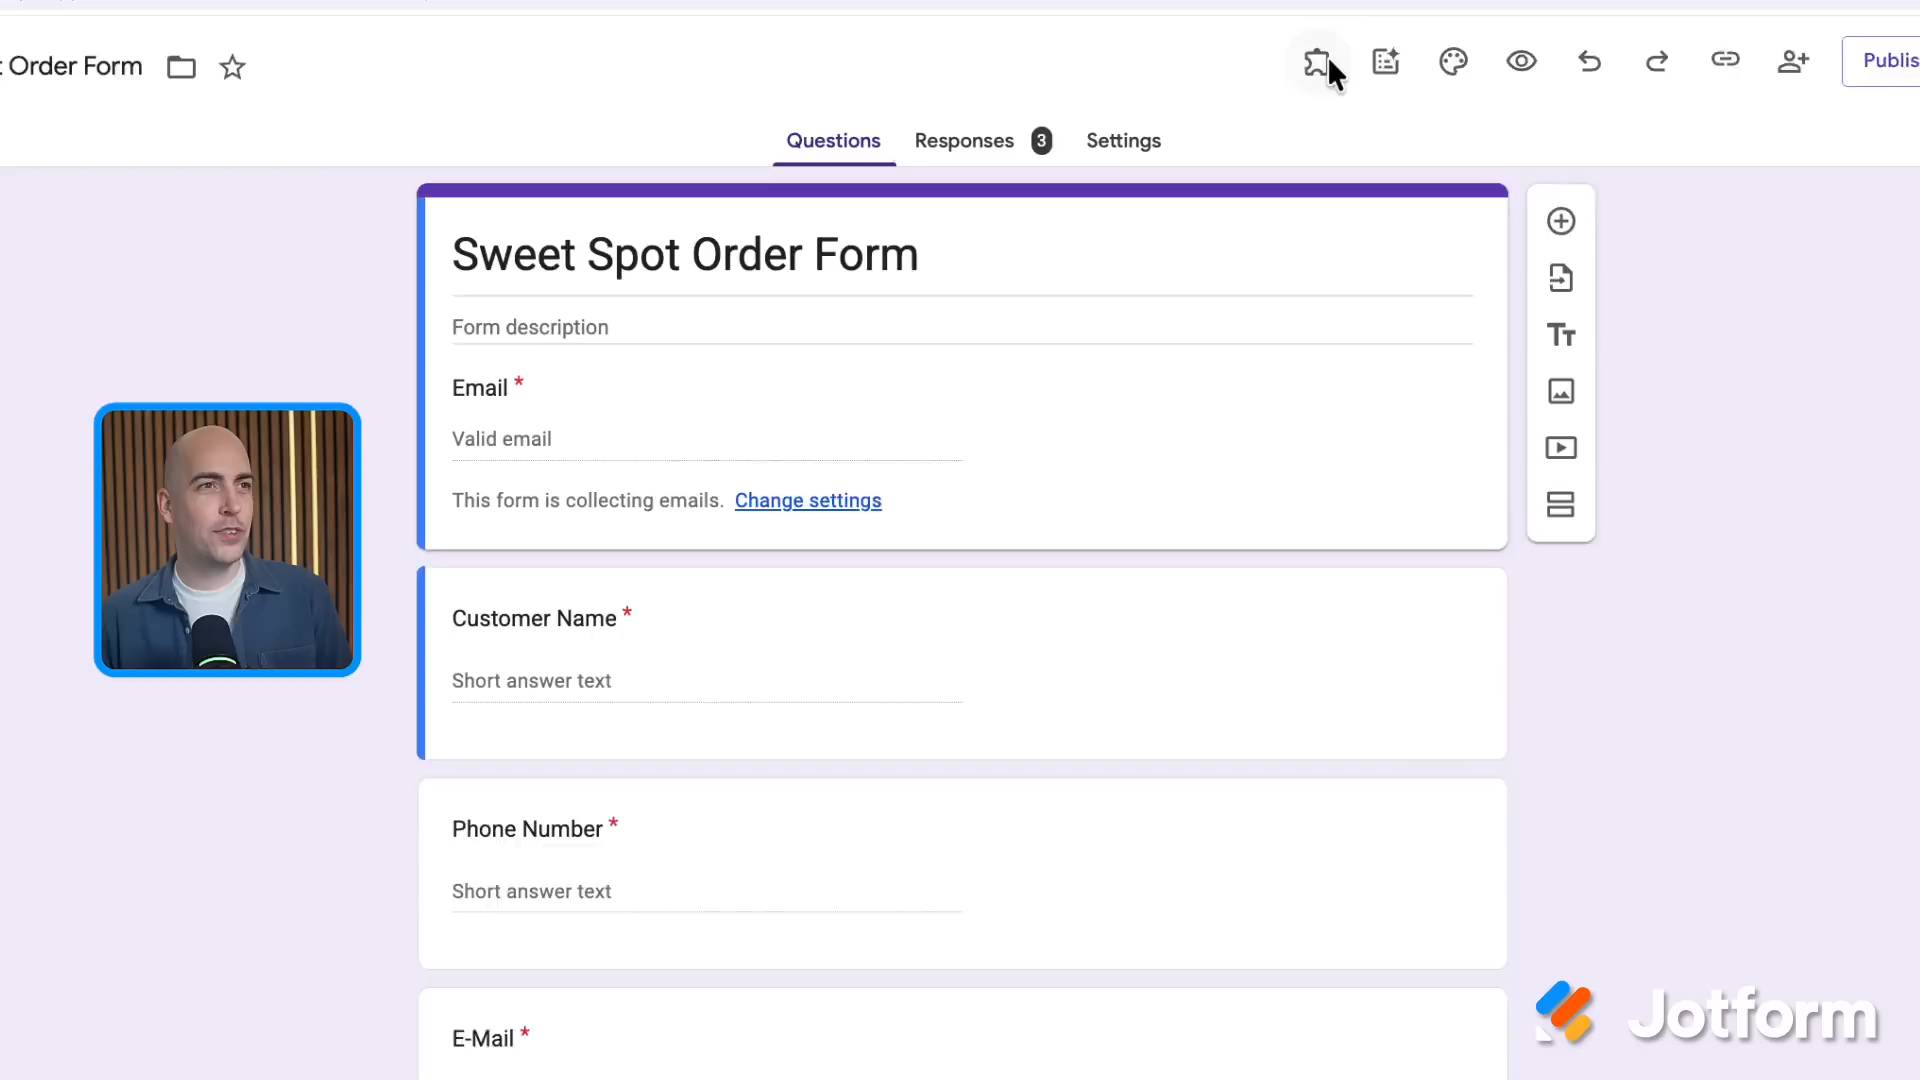 Order Form
Publis
Questions
Responses 3
Settings
Sweet Spot Order Form
Form description
Email *
Valid email
This form is collecting emails. Change settings
Customer Name *
Short answer text
Phone Number *
Short answer text
E-Mail *
Jotform